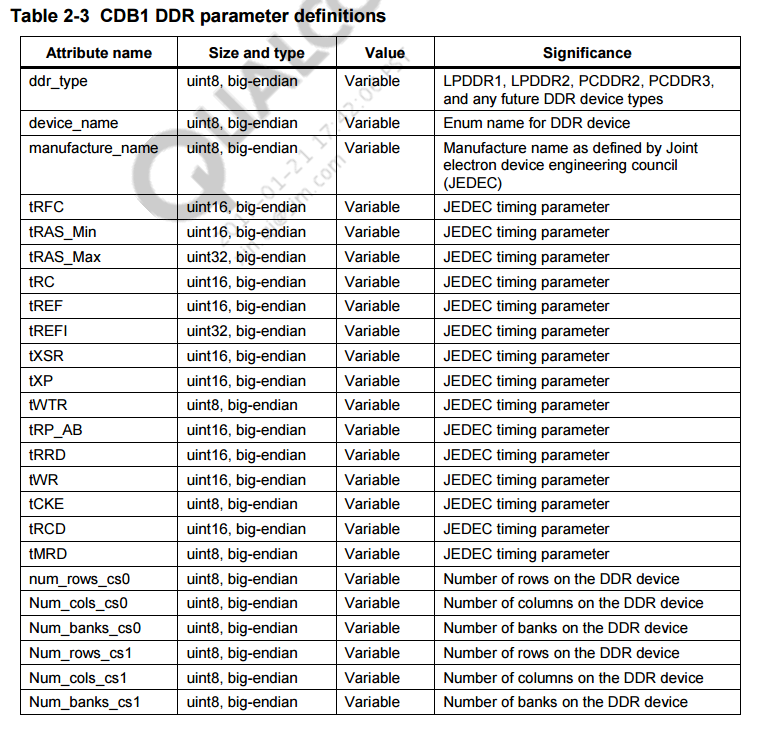 Table 2-3 CDB1 DDR parameter definitions
Attribute name Size and type Value Significance
ddr_type uint8, big-endian Variable LPDDR1, LPDDR2, PCDDR2, PCDDR3,
and any future DDR device types
device_name uint8, big-endian Variable Enum name for DDR device
manufacture_name uint8, big-endian Variable Manufacture name as defined by Joint
electron device engineering council
(JEDEC)
tRFC uint16, big-endian Variable JEDEC timing parameter
tRAS_Min uint16, big-endian Variable JEDEC timing parameter
tRAS_Max uint32, big-endian Variable JEDEC timing parameter
tRC uint16, big-endian Variable JEDEC timing parameter
tREF uint16, big-endian Variable JEDEC timing parameter
tREFI uint32, big-endian Variable JEDEC timing parameter
tXSR uint16, big-endian Variable JEDEC timing parameter
tXP uint16, big-endian Variable JEDEC timing parameter
tWTR uint8, big-endian Variable JEDEC timing parameter
tRP_AB uint16, big-endian Variable JEDEC timing parameter
tRRD uint16, big-endian Variable JEDEC timing parameter
tWR uint16, big-endian Variable JEDEC timing parameter
tCKE uint8, big-endian Variable JEDEC timing parameter
tRCD uint16, big-endian Variable JEDEC timing parameter
tMRD uint8, big-endian Variable JEDEC timing parameter
num_rows_cs0 uint8, big-endian Variable Number of rows on the DDR device
Num_cols_cs0 uint8, big-endian Variable Number of columns on the DDR device
Num_banks_cs0 uint8, big-endian Variable Number of banks on the DDR device
Num_rows_cs1 uint8, big-endian Variable Number of rows on the DDR device
Num_cols_cs1 uint8, big-endian Variable Number of columns on the DDR device
Num_banks_cs1 uint8, big-endian Variable Number of banks on the DDR device